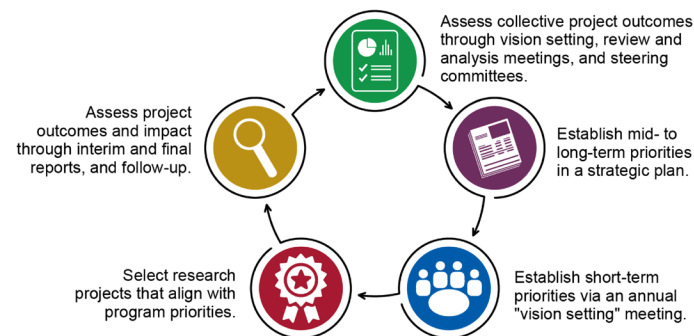 Assess collective project outcomes
through vision setting, review and
analysis meetings, and steering
committees.
Establish mid- to
long-term priorities
in a strategic plan.
Establish short-term
priorities via an annual
"vision setting" meeting.
Select research
projects that align with
program priorities.
Assess project
outcomes and impact
through interim and final
reports, and follow-up.